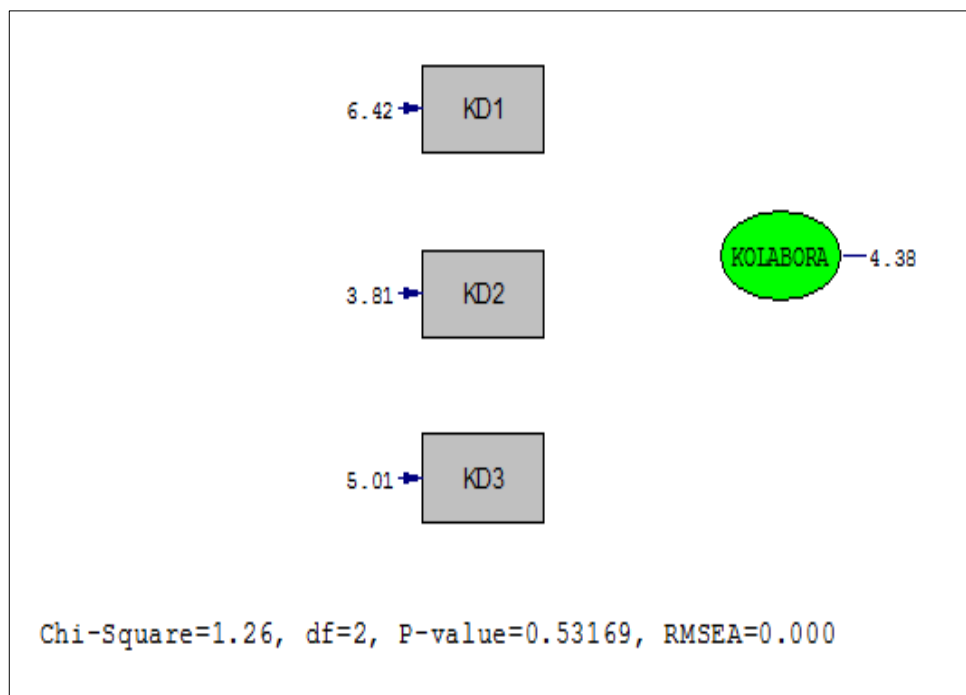 6.42 KD1
KOLABORA 4.38
3.81 KD2
5.01 KD3
Chi-Square=1.26, df=2, P-value=0.53169, RMSEA=0.000